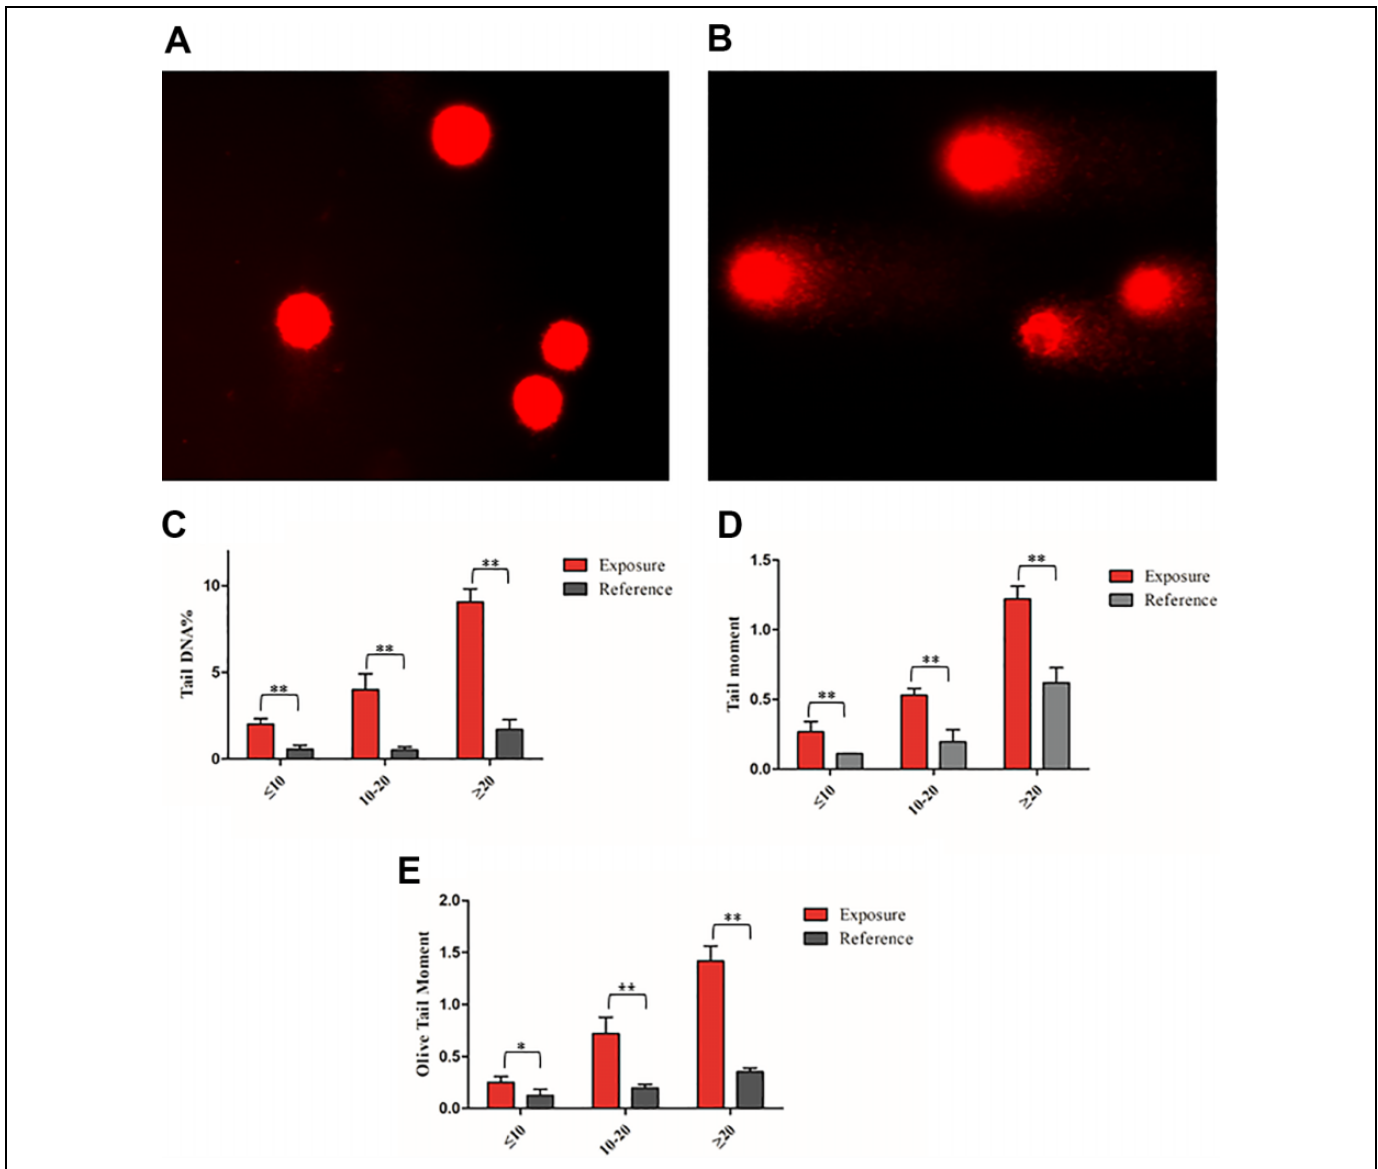 A
B
C
Tail DNA%
10
5
0
**
**
**
Exposure
Reference
≤10
10-20
≥20
D
Tail moment
1.5
1.0
0.5
0.0
**
**
**
Exposure
Reference
≤10
10-20
≥20
E
Olive Tail Moment
2.0
1.5
1.0
0.5
0.0
*
**
**
Exposure
Reference
≤10
10-20
≥20